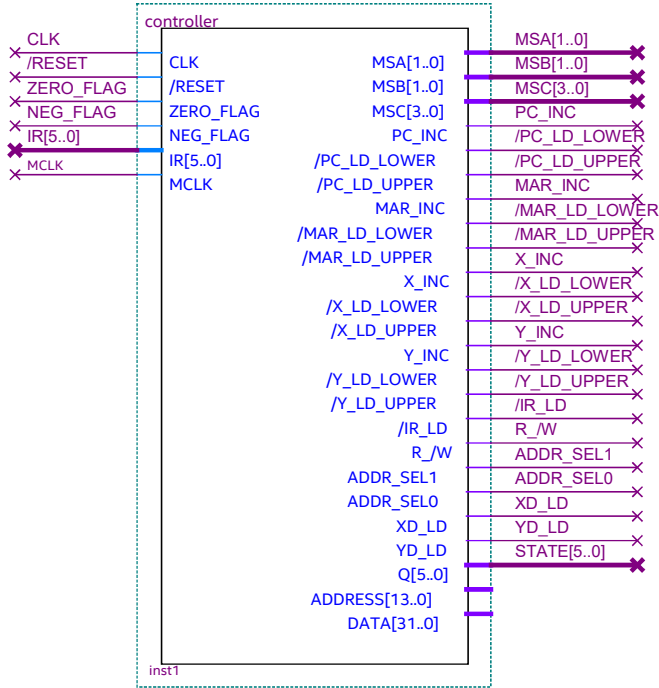 controller
CLK
/RESET
ZERO_FLAG
NEG_FLAG
IR[5..0]
MCLK
CLK
/RESET
ZERO_FLAG
NEG_FLAG
IR[5..0]
MCLK
MSA[1..0]
MSB[1..0]
MSC[3..0]
PC_INC
/PC_LD_LOWER
/PC_LD_UPPER
MAR_INC
/MAR_LD_LOWER
/MAR_LD_UPPER
X_INC
/X_LD_LOWER
/X_LD_UPPER
Y_INC
/Y_LD_LOWER
/Y_LD_UPPER
/IR_LD
R_/W
ADDR_SEL1
ADDR_SEL0
XD_LD
YD_LD
Q[5..0]
ADDRESS[13..0]
DATA[31..0]
MSA[1..0]
MSB[1..0]
MSC[3..0]
PC_INC
/PC_LD_LOWER
/PC_LD_UPPER
MAR_INC
/MAR_LD_LOWER
/MAR_LD_UPPER
X_INC
/X_LD_LOWER
/X_LD_UPPER
Y_INC
/Y_LD_LOWER
/Y_LD_UPPER
/IR_LD
R_/W
ADDR_SEL1
ADDR_SEL0
XD_LD
YD_LD
STATE[5..0]
inst1